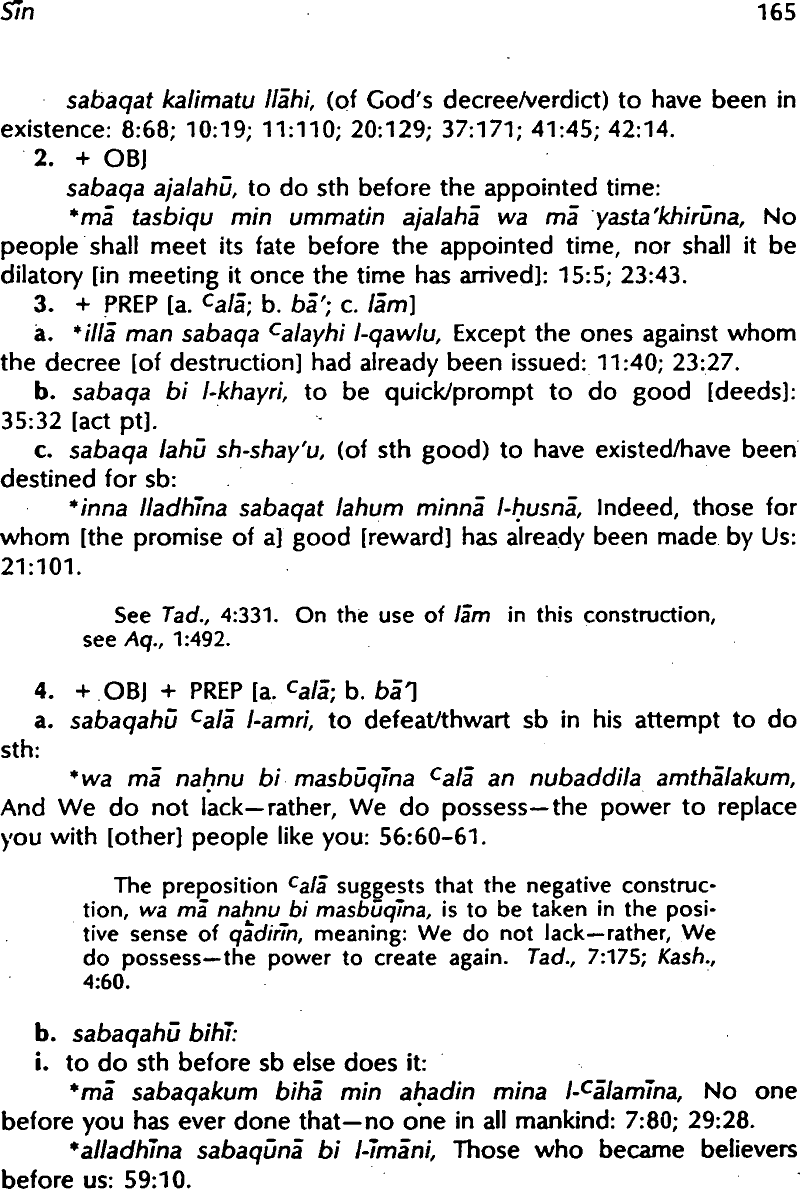 Sīn 165
sabaqat kalimatu llāhi, (of God's decree/verdict) to have been in
existence: 8:68; 10:19; 11:110; 20:129; 37:171; 41:45; 42:14.
2. + OBJ
sabaqa ajalahū, to do sth before the appointed time:
*mā tasbiqu min ummatin ajalahā wa mā yasta'khirūna, No
people shall meet its fate before the appointed time, nor shall it be
dilatory [in meeting it once the time has arrived]: 15:5; 23:43.
3. + PREP [a. ᶜalā; b. bā'; c. lām]
a. *illā man sabaqa ᶜalayhi l-qawlu, Except the ones against whom
the decree [of destruction] had already been issued: 11:40; 23:27.
b. sabaqa bi l-khayri, to be quick/prompt to do good [deeds]:
35:32 [act pt].
c. sabaqa lahū sh-shay'u, (of sth good) to have existed/have been
destined for sb:
*inna lladhīna sabaqat lahum minnā l-ḥusnā, Indeed, those for
whom [the promise of a] good [reward] has already been made by Us:
21:101.
See Tad., 4:331. On the use of lām in this construction,
see Aq., 1:492.
4. + OBJ + PREP [a. ᶜalā; b. bā']
a. sabaqahū ᶜalā l-amri, to defeat/thwart sb in his attempt to do
sth:
*wa mā naḥnu bi masbūqīna ᶜalā an nubaddila amthālakum,
And We do not lack—rather, We do possess—the power to replace
you with [other] people like you: 56:60-61.
The preposition ᶜalā suggests that the negative construc-
tion, wa mā naḥnu bi masbūqīna, is to be taken in the posi-
tive sense of qādirīn, meaning: We do not lack—rather, We
do possess—the power to create again. Tad., 7:175; Kash.,
4:60.
b. sabaqahū bihī:
i. to do sth before sb else does it:
*mā sabaqakum bihā min aḥadin mina l-ᶜālamīna, No one
before you has ever done that—no one in all mankind: 7:80; 29:28.
*alladhīna sabaqūnā bi l-īmāni, Those who became believers
before us: 59:10.